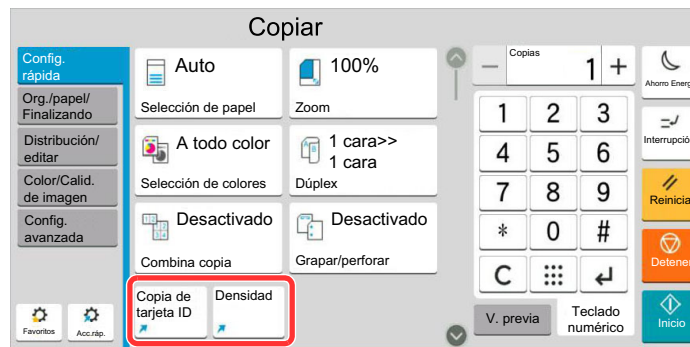 Copiar
Config.
rápida
Org./papel/
Finalizando
Distribución/
editar
Color/Calid.
de imagen
Config.
avanzada
Favoritos
Acc.ráp.
Auto
Selección de papel
100%
Zoom
A todo color
Selección de colores
1 cara>>
1 cara
Dúplex
Desactivado
Combina copia
Desactivado
Grapar/perforar
Copia de
tarjeta ID
Densidad
Copias
− 1 +
1 2 3
4 5 6
7 8 9
* 0 #
C
V. previa
Teclado
numérico
Ahorro Energ
Interrupció
Reinicia
Detene
Inicio